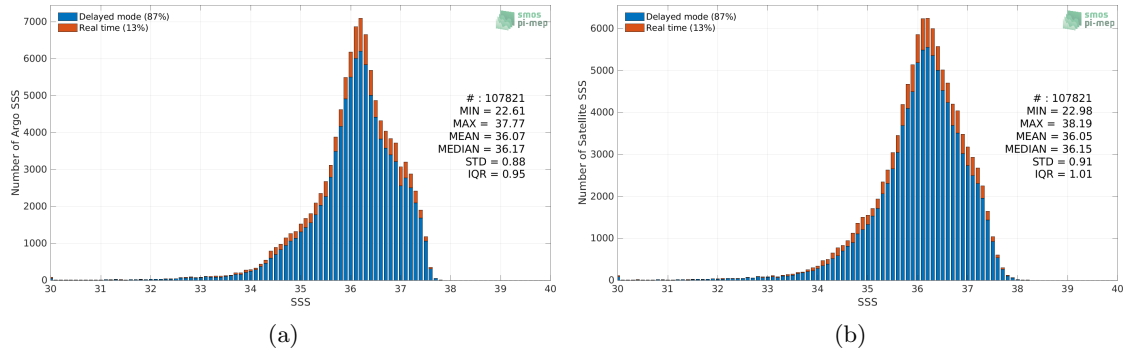 Delayed mode (87%)
Real time (13%)
smos
pi-mep
Number of Argo SSS
7000
6000
5000
4000
3000
2000
1000
0
# : 107821
MIN = 22.61
MAX = 37.77
MEAN = 36.07
MEDIAN = 36.17
STD = 0.88
IQR = 0.95
30 31 32 33 34 35 36 37 38 39 40
SSS
(a)
Delayed mode (87%)
Real time (13%)
smos
pi-mep
Number of Satellite SSS
6000
5000
4000
3000
2000
1000
0
# : 107821
MIN = 22.98
MAX = 38.19
MEAN = 36.05
MEDIAN = 36.15
STD = 0.91
IQR = 1.01
30 31 32 33 34 35 36 37 38 39 40
SSS
(b)